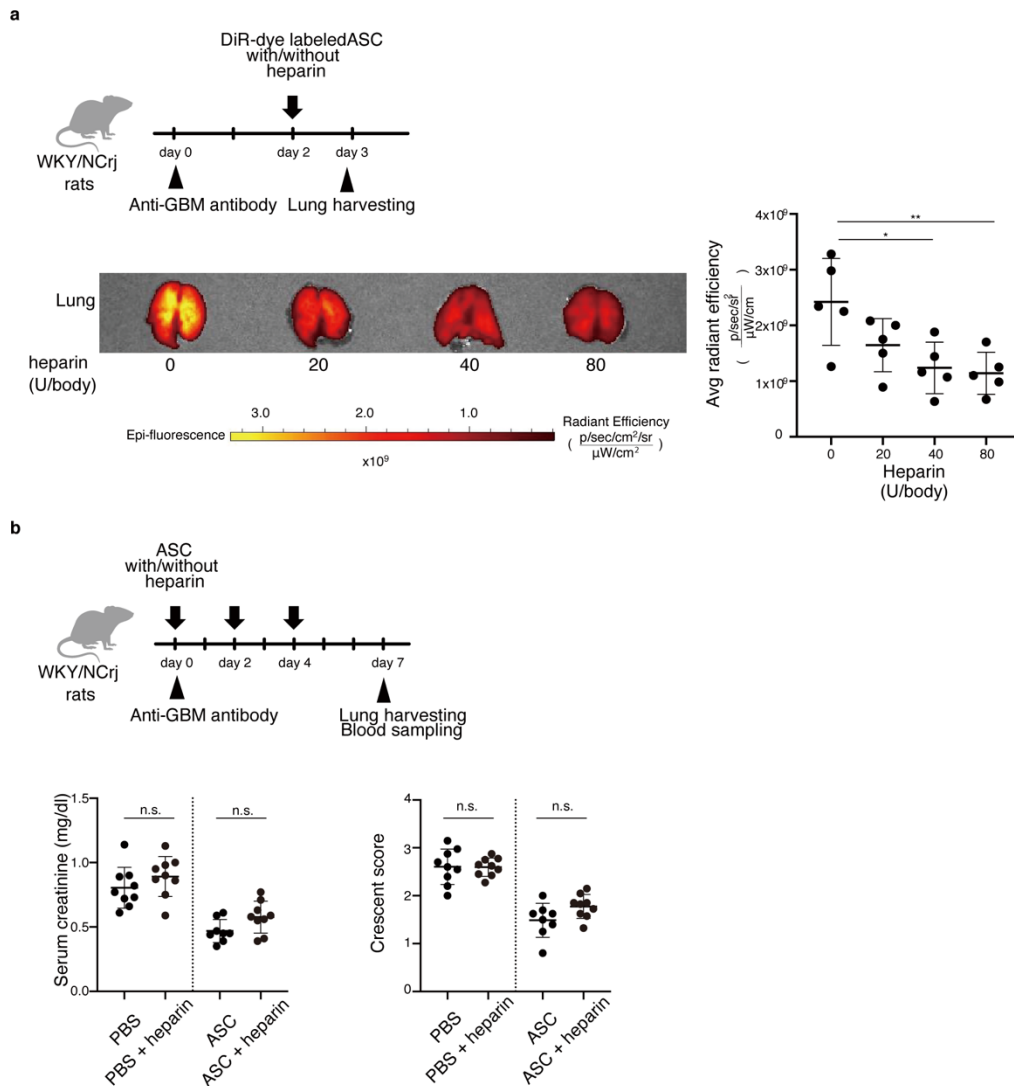 a
DiR-dye labeledASC
with/without
heparin
WKY/NCrj
rats
day 0
day 2
day 3
Anti-GBM antibody
Lung harvesting
Lung
heparin
(U/body)
0
20
40
80
3.0
2.0
1.0
Epi-fluorescence
x10⁹
Radiant Efficiency
( p/sec/cm²/sr
μW/cm² )
Avg radiant efficiency
( p/sec/sr²
μW/cm )
4x10⁹
3x10⁹
2x10⁹
1x10⁹
0
**
*
0
20
40
80
Heparin
(U/body)
b
ASC
with/without
heparin
WKY/NCrj
rats
day 0
day 2
day 4
day 7
Anti-GBM antibody
Lung harvesting
Blood sampling
Serum creatinine (mg/dl)
1.5
1.0
0.5
0.0
n.s.
n.s.
PBS
PBS + heparin
ASC
ASC + heparin
Crescent score
4
3
2
1
0
n.s.
n.s.
PBS
PBS + heparin
ASC
ASC + heparin